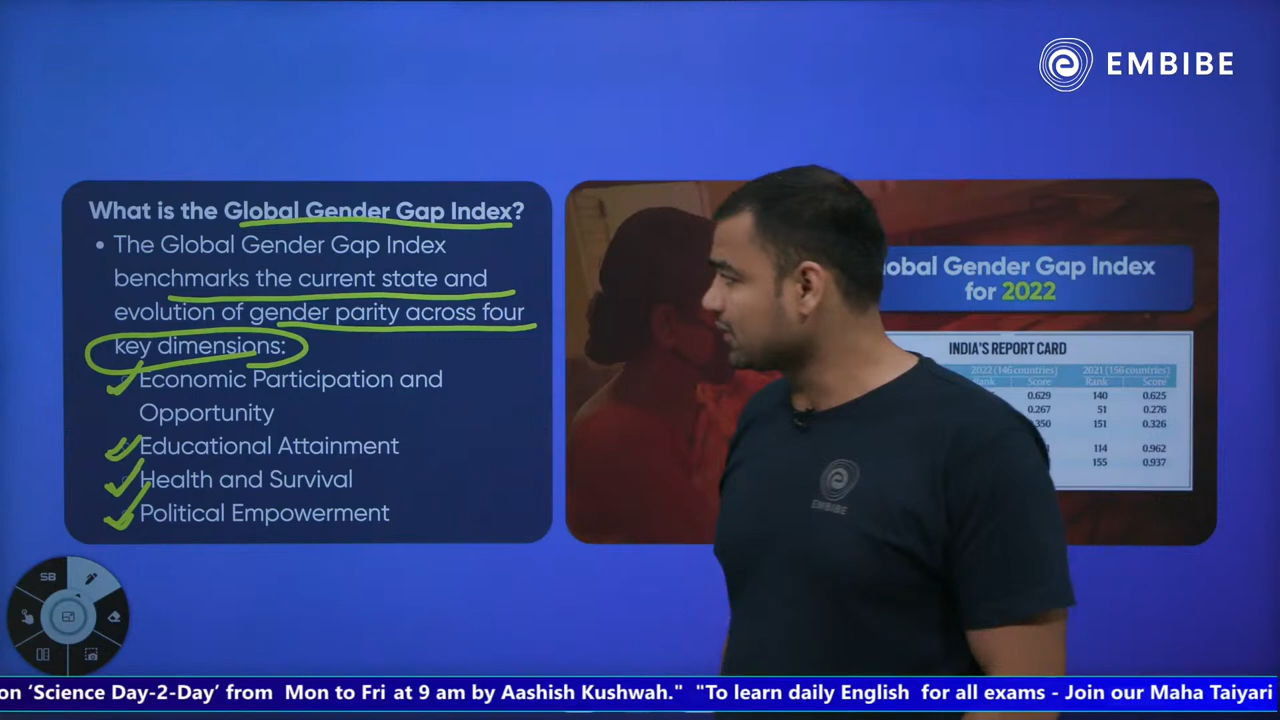 EMBIBE
What is the Global Gender Gap Index?
• The Global Gender Gap Index
benchmarks the current state and
evolution of gender parity across four
key dimensions:
Economic Participation and
Opportunity
Educational Attainment
Health and Survival
Political Empowerment
Gender Gap Index
for 2022
INDIA'S REPORT CARD
2022 (146 countries) 2021 (156 countries)
Rank Score Rank Score
0.629 140 0.625
0.267 51 0.276
0.350 151 0.326
114 0.962
155 0.937
EMBIBE
SB
on ‘Science Day-2-Day’ from Mon to Fri at 9 am by Aashish Kushwah." "To learn daily English for all exams - Join our Maha Taiyari